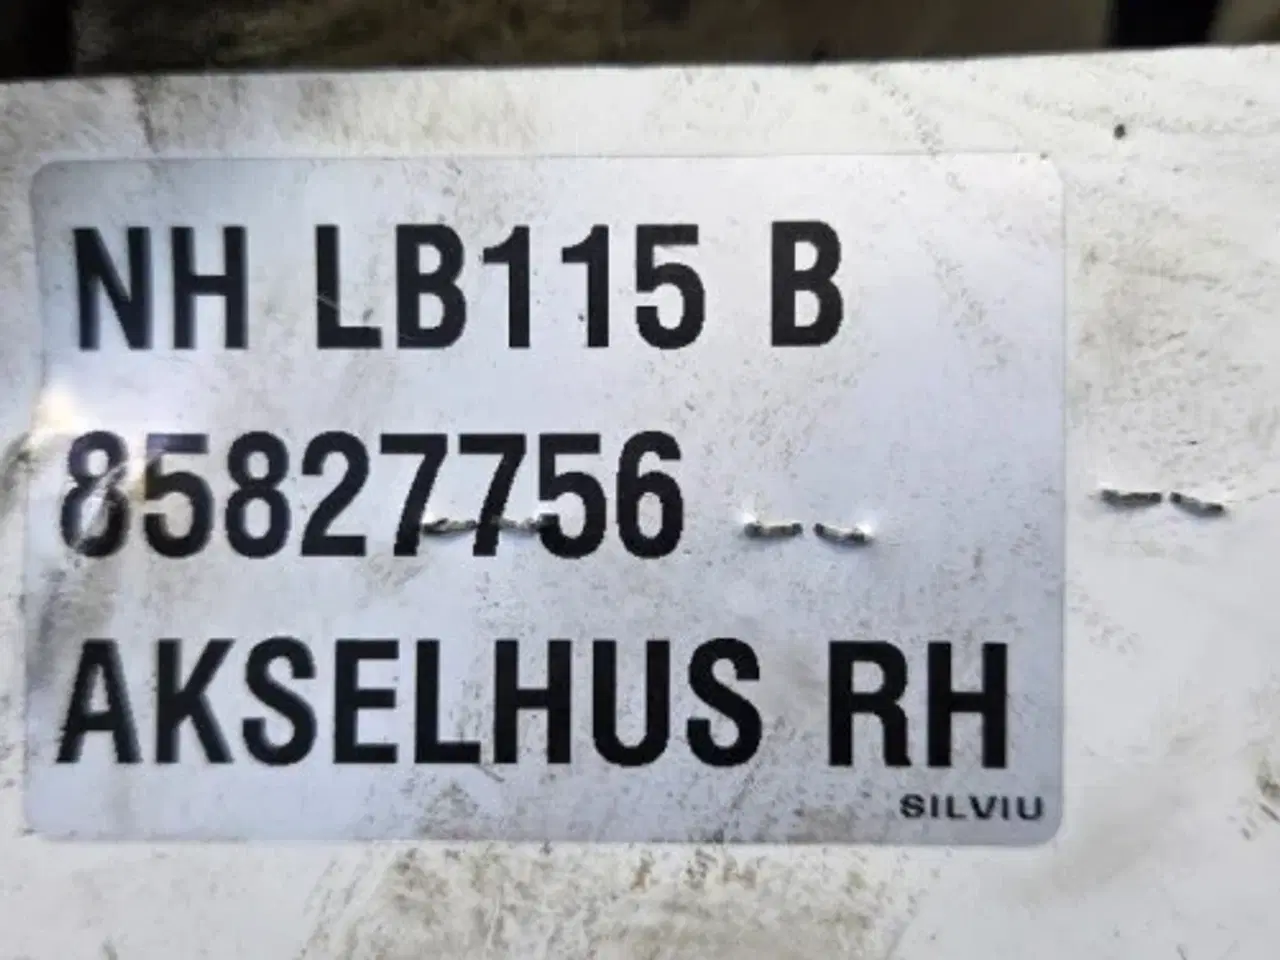 NH LB115 B
85827756
AKSELHUS RH
SILVIU